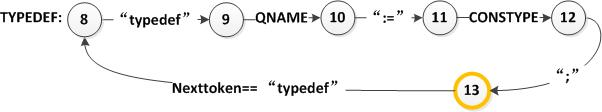 TYPEDEF: 8 “typedef” 9 QNAME 10 “:=” 11 CONSTYPE 12
“;”
Nexttoken== “typedef” 13